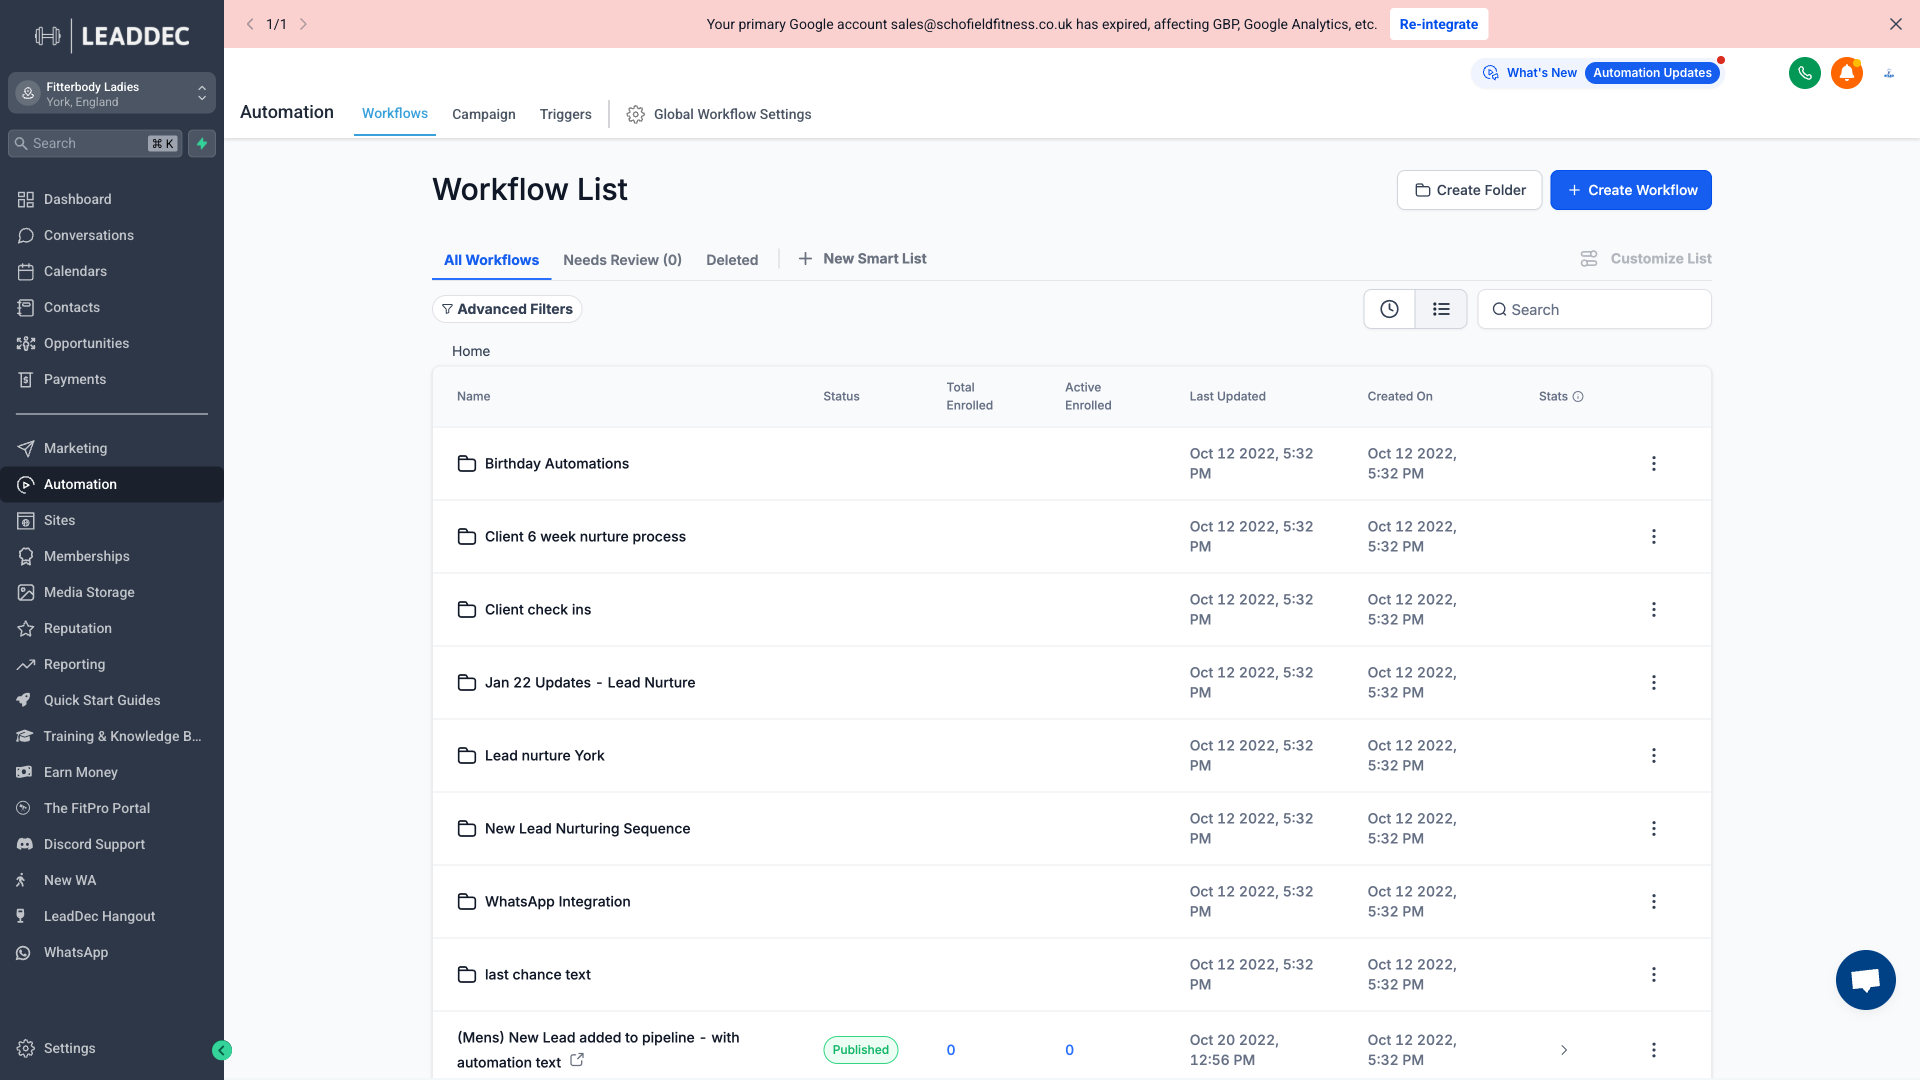 1/1
Your primary Google account sales@schofieldfitness.co.uk has expired, affecting GBP, Google Analytics, etc.
Re-integrate
LEADDEC
Fitterbody Ladies
York, England
Search
⌘ K
Dashboard
Conversations
Calendars
Contacts
Opportunities
Payments
Marketing
Automation
Sites
Memberships
Media Storage
Reputation
Reporting
Quick Start Guides
Training & Knowledge B...
Earn Money
The FitPro Portal
Discord Support
New WA
LeadDec Hangout
WhatsApp
Settings
What's New
Automation Updates
Automation
Workflows
Campaign
Triggers
Global Workflow Settings
Workflow List
Create Folder
Create Workflow
All Workflows
Needs Review (0)
Deleted
New Smart List
Customize List
Advanced Filters
Search
Home
Name
Status
Total
Enrolled
Active
Enrolled
Last Updated
Created On
Stats
Birthday Automations
Oct 12 2022, 5:32
PM
Oct 12 2022,
5:32 PM
Client 6 week nurture process
Oct 12 2022, 5:32
PM
Oct 12 2022,
5:32 PM
Client check ins
Oct 12 2022, 5:32
PM
Oct 12 2022,
5:32 PM
Jan 22 Updates - Lead Nurture
Oct 12 2022, 5:32
PM
Oct 12 2022,
5:32 PM
Lead nurture York
Oct 12 2022, 5:32
PM
Oct 12 2022,
5:32 PM
New Lead Nurturing Sequence
Oct 12 2022, 5:32
PM
Oct 12 2022,
5:32 PM
WhatsApp Integration
Oct 12 2022, 5:32
PM
Oct 12 2022,
5:32 PM
last chance text
Oct 12 2022, 5:32
PM
Oct 12 2022,
5:32 PM
(Mens) New Lead added to pipeline - with
automation text
Published
0
0
Oct 20 2022,
12:56 PM
Oct 12 2022,
5:32 PM